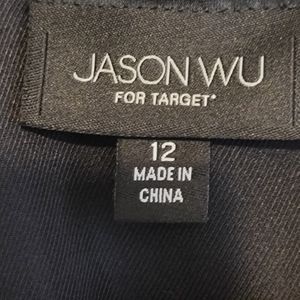 JASON WU
FOR TARGET*
12
MADE IN
CHINA